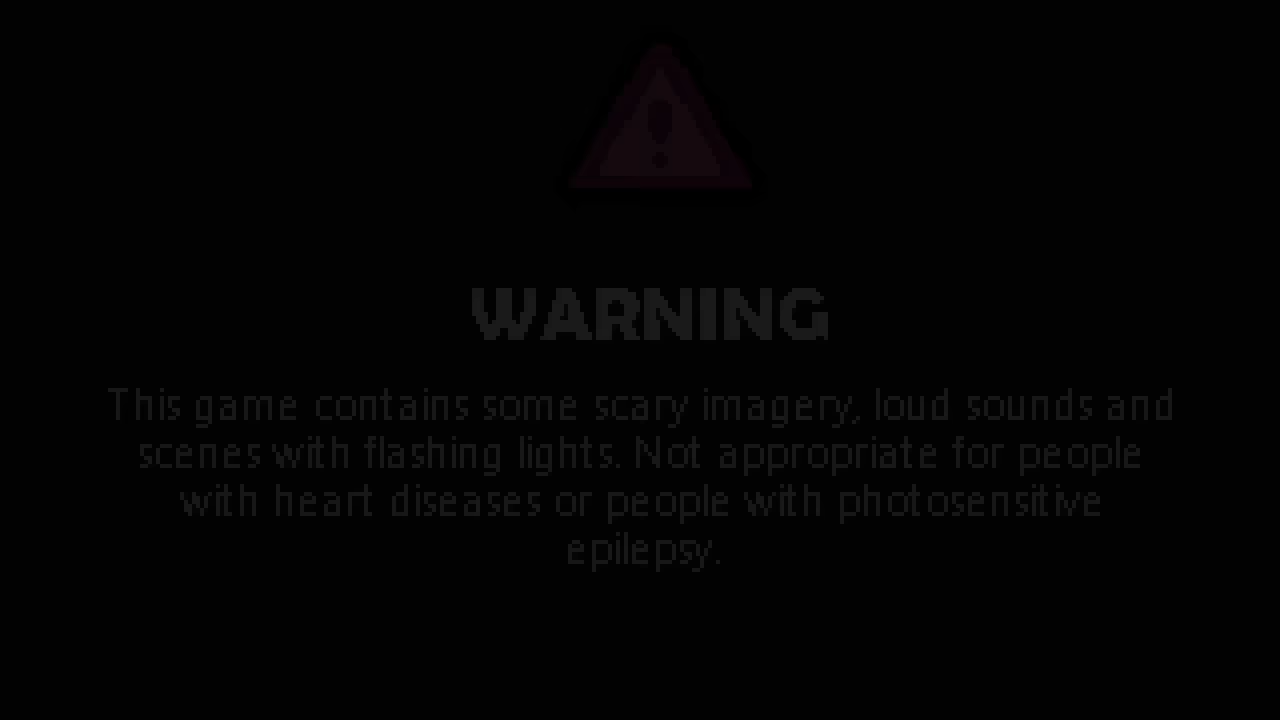 WARNING
This game contains some scary imagery, loud sounds and
scenes with flashing lights. Not appropriate for people
with heart diseases or people with photosensitive
epilepsy.